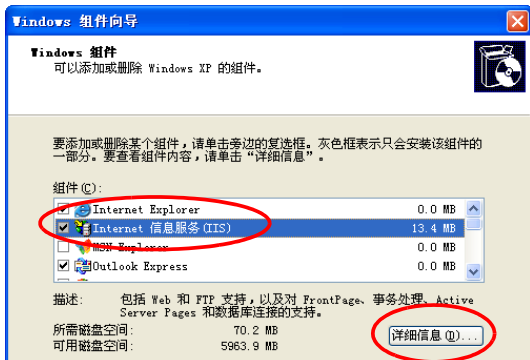 Windows 组件向导
Windows 组件
可以添加或删除 Windows XP 的组件。
要添加或删除某个组件，请单击旁边的复选框。灰色框表示只会安装该组件的
一部分。要查看组件内容，请单击“详细信息”。
组件(C):
Internet Explorer 0.0 MB
Internet 信息服务(IIS) 13.4 MB
MSN Explorer 0.0 MB
Outlook Express 0.0 MB
描述: 包括 Web 和 FTP 支持，以及对 FrontPage、事务处理、Active
Server Pages 和数据库连接的支持。
所需磁盘空间: 70.2 MB
可用磁盘空间: 5963.9 MB
详细信息(D)...